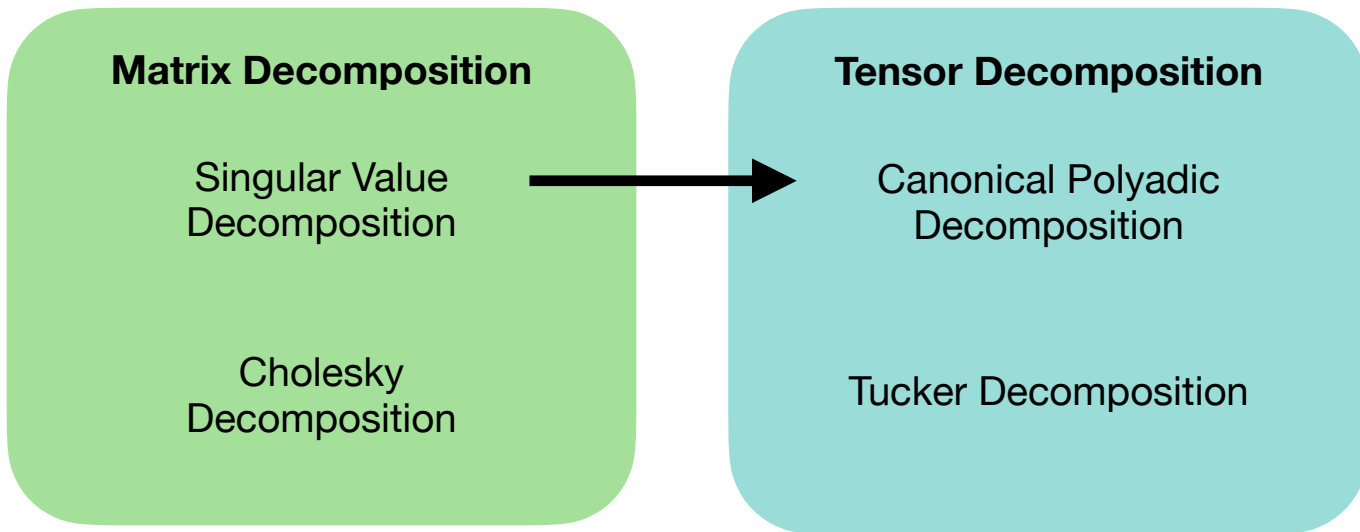 Matrix Decomposition
Singular Value
Decomposition
Cholesky
Decomposition
Tensor Decomposition
Canonical Polyadic
Decomposition
Tucker Decomposition